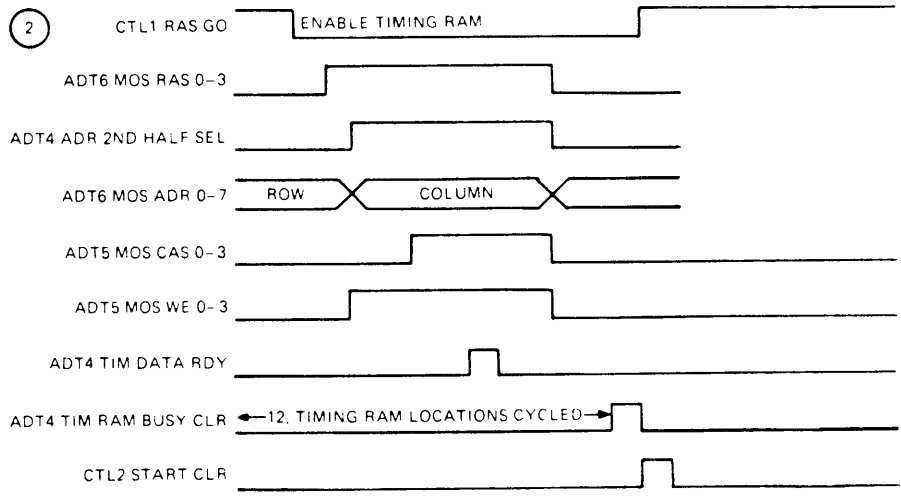 2
CTL1 RAS GO
ENABLE TIMING RAM
ADT6 MOS RAS 0-3
ADT4 ADR 2ND HALF SEL
ADT6 MOS ADR 0-7
ROW
COLUMN
ADT5 MOS CAS 0-3
ADT5 MOS WE 0-3
ADT4 TIM DATA RDY
ADT4 TIM RAM BUSY CLR
12. TIMING RAM LOCATIONS CYCLED
CTL2 START CLR